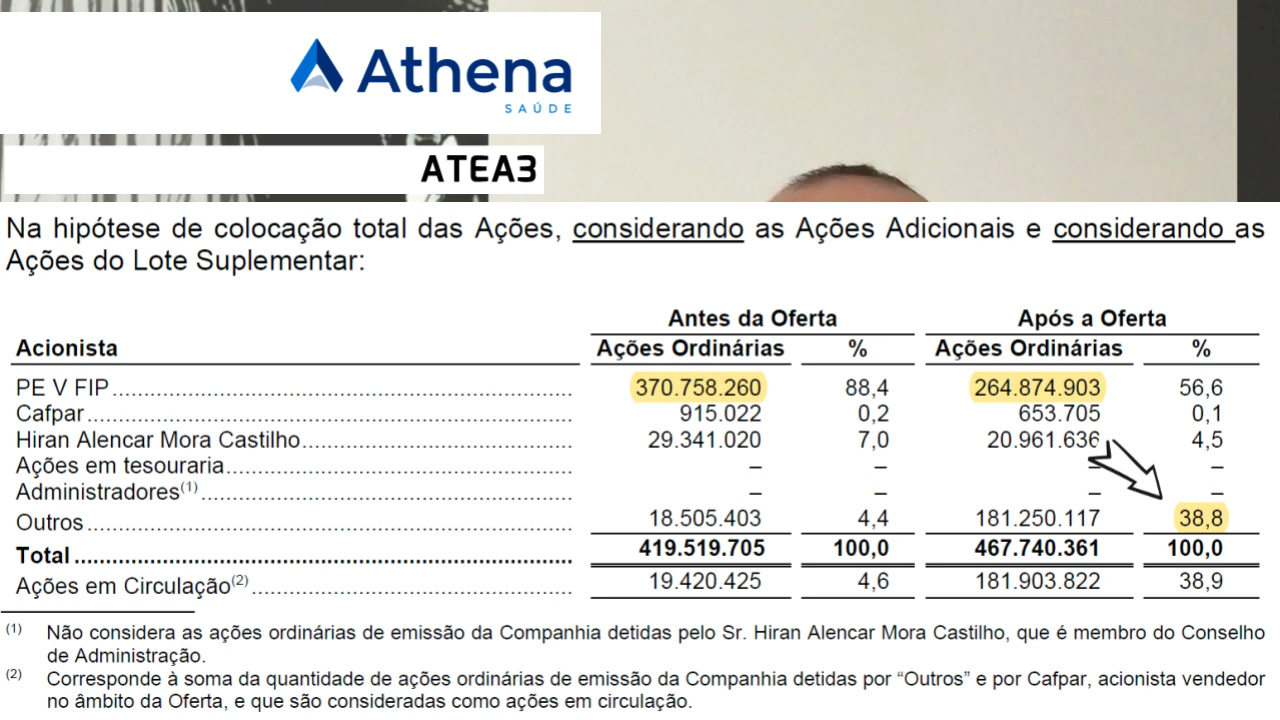 Athena
SAÚDE
ATEA3
Na hipótese de colocação total das Ações, considerando as Ações Adicionais e considerando as
Ações do Lote Suplementar:
Antes da Oferta Após a Oferta
Acionista Ações Ordinárias % Ações Ordinárias %
PE V FIP 370.758.260 88,4 264.874.903 56,6
Cafpar 915.022 0,2 653.705 0,1
Hiran Alencar Mora Castilho 29.341.020 7,0 20.961.636 4,5
Ações em tesouraria – – – –
Administradores(1) – – – –
Outros 18.505.403 4,4 181.250.117 38,8
Total 419.519.705 100,0 467.740.361 100,0
Ações em Circulação(2) 19.420.425 4,6 181.903.822 38,9
(1) Não considera as ações ordinárias de emissão da Companhia detidas pelo Sr. Hiran Alencar Mora Castilho, que é membro do Conselho
de Administração.
(2) Corresponde à soma da quantidade de ações ordinárias de emissão da Companhia detidas por “Outros” e por Cafpar, acionista vendedor
no âmbito da Oferta, e que são consideradas como ações em circulação.